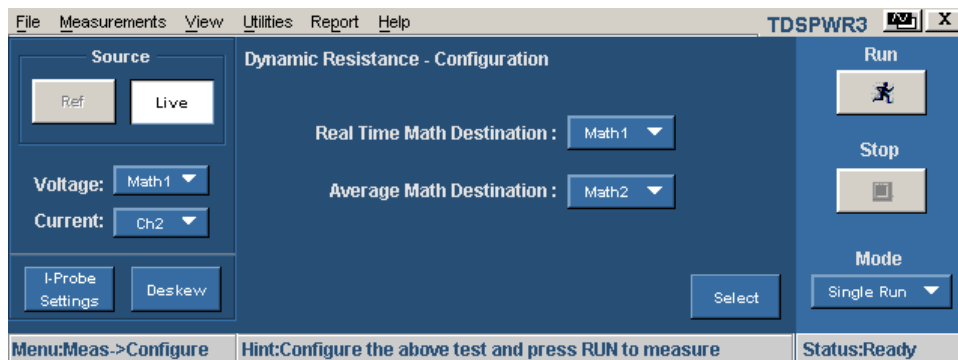 File Measurements View Utilities Report Help TDSPWR3 X
Source
Ref Live
Voltage: Math1
Current: Ch2
I-Probe
Settings
Deskew
Dynamic Resistance - Configuration
Real Time Math Destination : Math1
Average Math Destination : Math2
Select
Run
Stop
Mode
Single Run
Menu:Meas->Configure Hint:Configure the above test and press RUN to measure Status:Ready